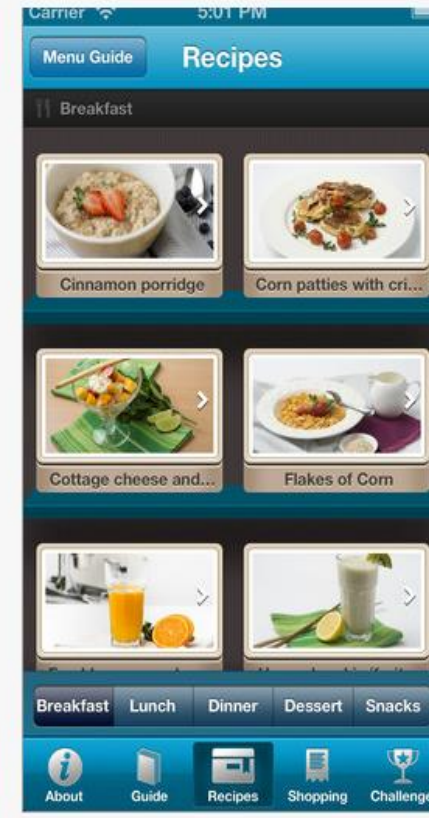 Carrier 5:01 PM
Menu Guide Recipes
Breakfast
Cinnamon porridge Corn patties with cri...
Cottage cheese and... Flakes of Corn
Breakfast Lunch Dinner Dessert Snacks
About Guide Recipes Shopping Challenge